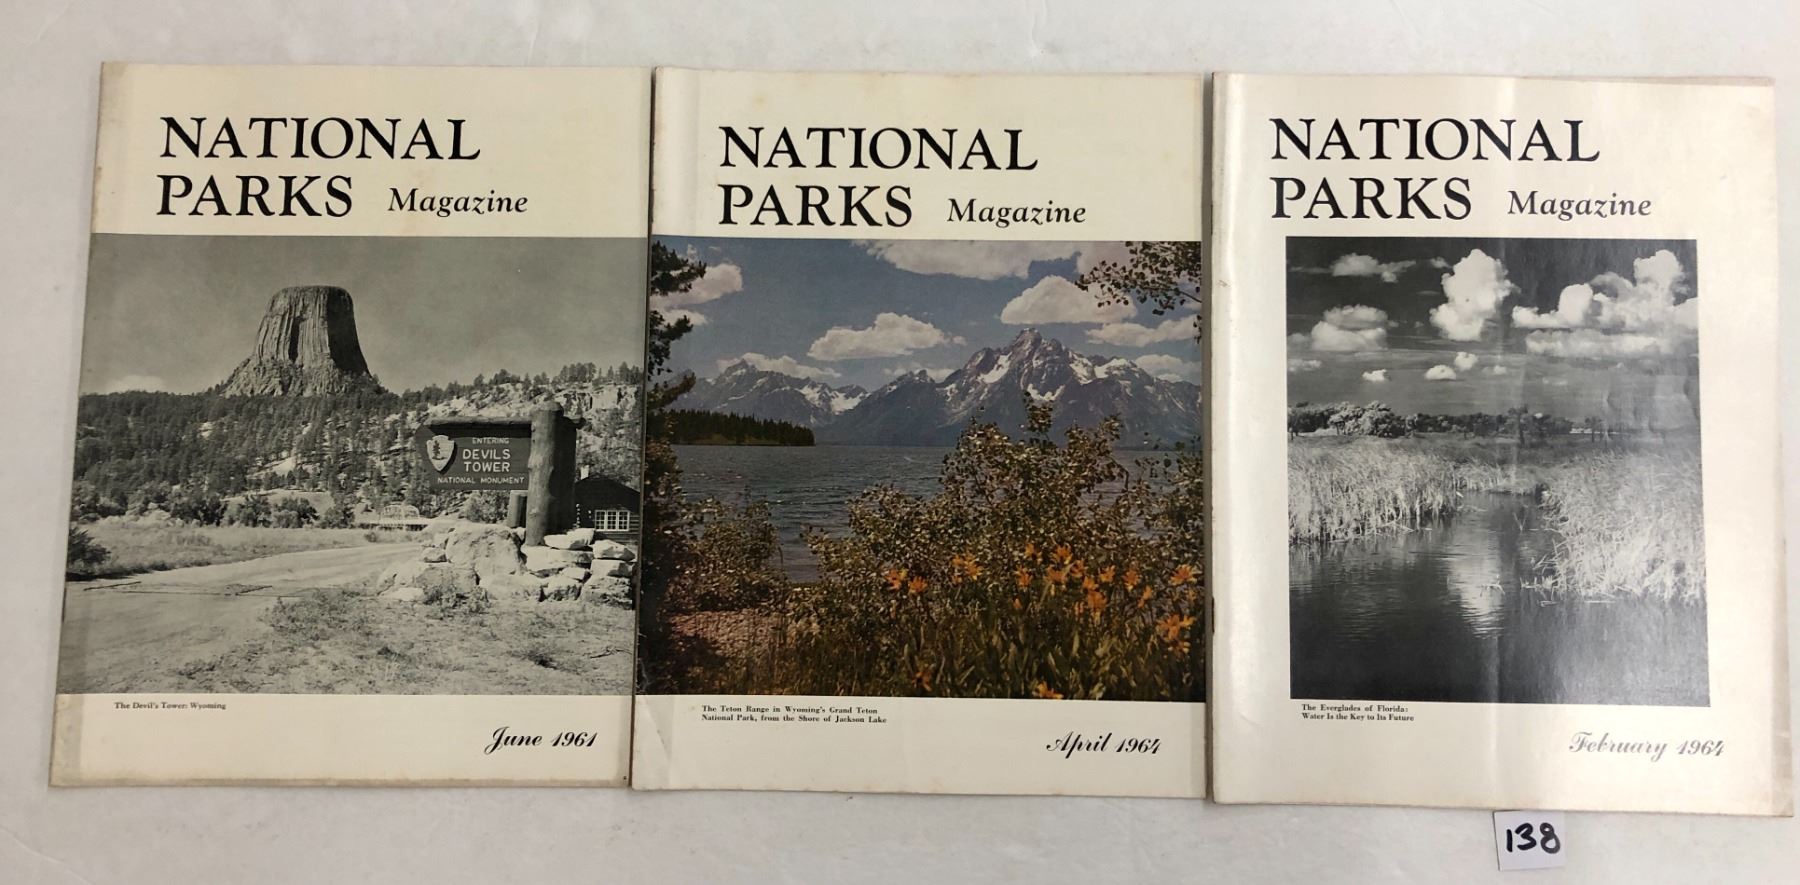 NATIONAL
PARKS Magazine
ENTERING
DEVILS
TOWER
NATIONAL MONUMENT
The Devil's Tower: Wyoming
June 1961
NATIONAL
PARKS Magazine
The Teton Range in Wyoming's Grand Teton
National Park, from the Shore of Jackson Lake
April 1964
NATIONAL
PARKS Magazine
The Everglades of Florida:
Water Is the Key to Its Future
February 1964
138